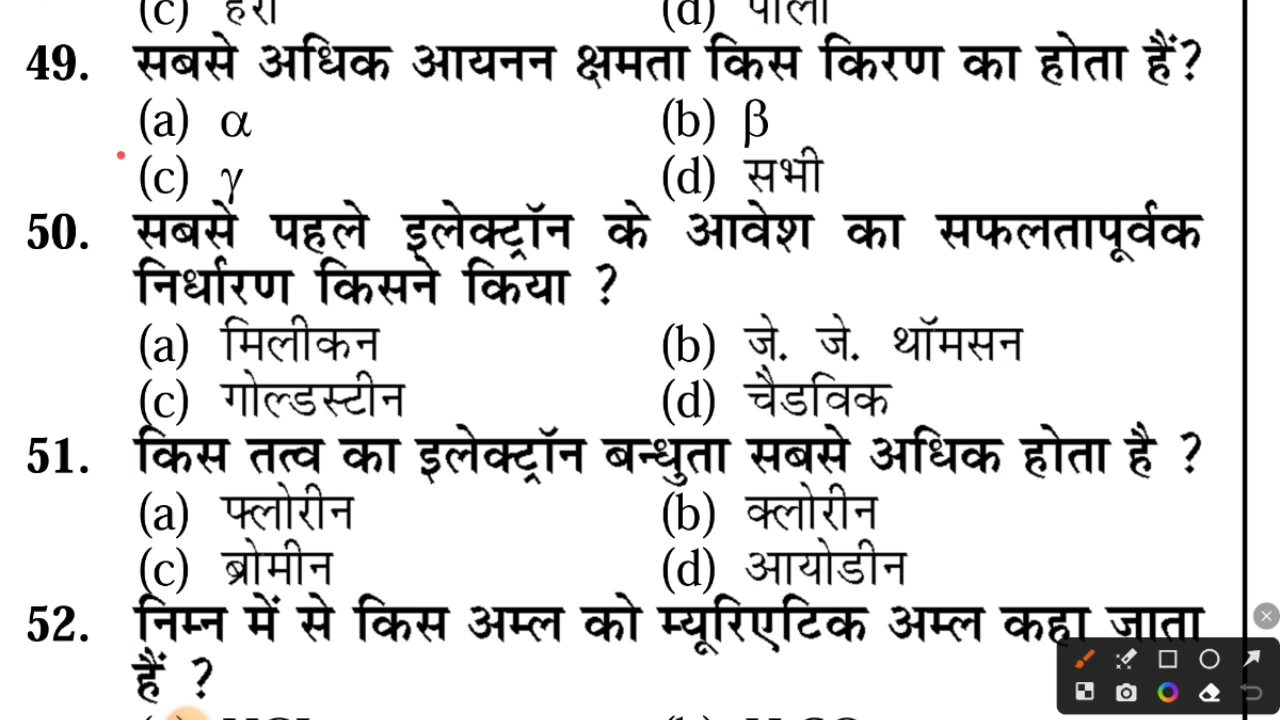 (c) हरा (d) पीला
49. सबसे अधिक आयनन क्षमता किस किरण का होता हैं?
(a) α (b) β
(c) γ (d) सभी
50. सबसे पहले इलेक्ट्रॉन के आवेश का सफलतापूर्वक
निर्धारण किसने किया ?
(a) मिलीकन (b) जे. जे. थॉमसन
(c) गोल्डस्टीन (d) चैडविक
51. किस तत्व का इलेक्ट्रॉन बन्धुता सबसे अधिक होता है ?
(a) फ्लोरीन (b) क्लोरीन
(c) ब्रोमीन (d) आयोडीन
52. निम्न में से किस अम्ल को म्यूरिएटिक अम्ल कहा जाता
हैं ?